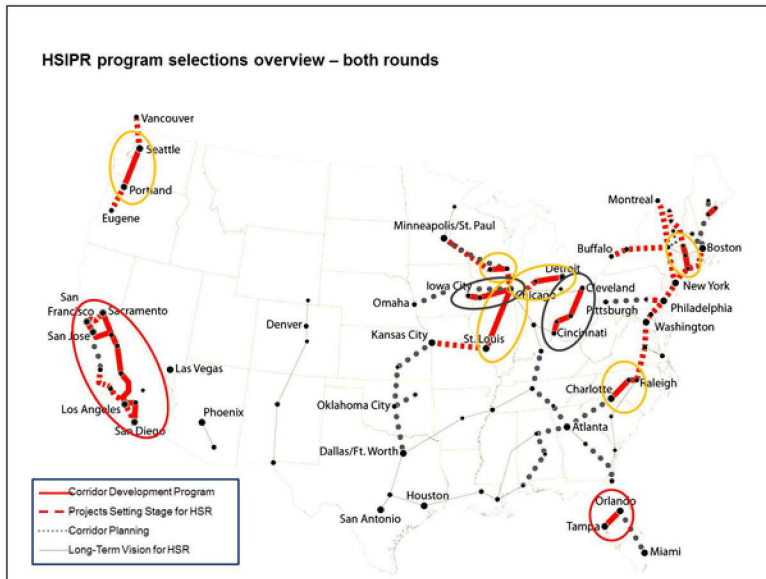 HSIPR program selections overview – both rounds
Vancouver
Seattle
Portland
Eugene
Minneapolis/St. Paul
Montreal
Buffalo
Boston
Detroit
Iowa City
Chicago
Cleveland
New York
San
Francisco
Sacramento
Omaha
Pittsburgh
Philadelphia
San Jose
Denver
Kansas City
St. Louis
Cincinnati
Washington
Las Vegas
Los Angeles
Phoenix
San Diego
Oklahoma City
Charlotte
Raleigh
Atlanta
Dallas/Ft. Worth
Houston
San Antonio
Orlando
Tampa
Miami
Corridor Development Program
Projects Setting Stage for HSR
Corridor Planning
Long-Term Vision for HSR